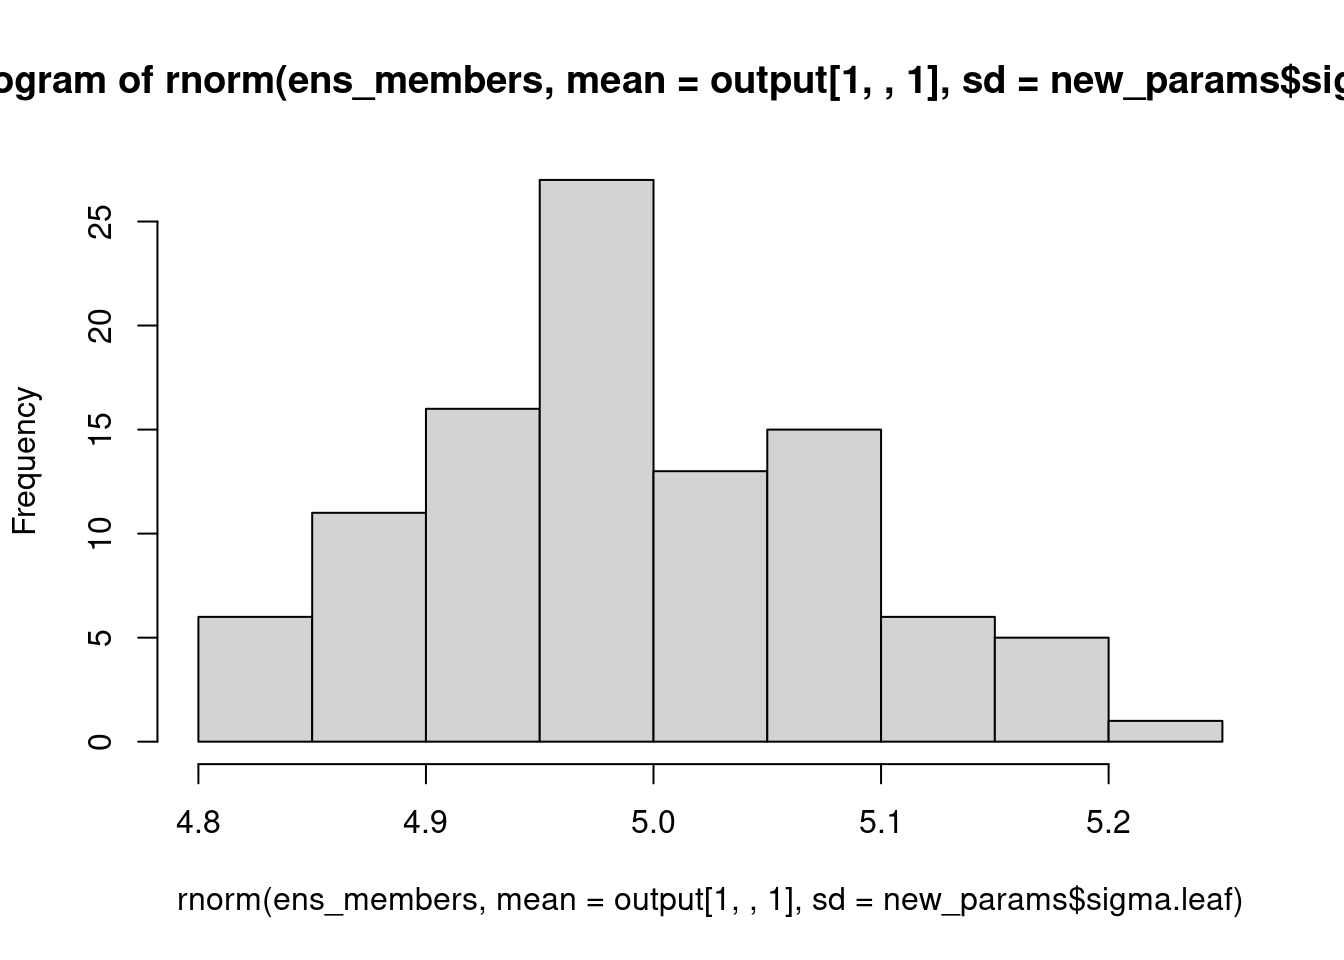 ogram of rnorm(ens_members, mean = output[1, , 1], sd = new_params$sig
Frequency
25
20
15
10
5
0
4.8 4.9 5.0 5.1 5.2
rnorm(ens_members, mean = output[1, , 1], sd = new_params$sigma.leaf)